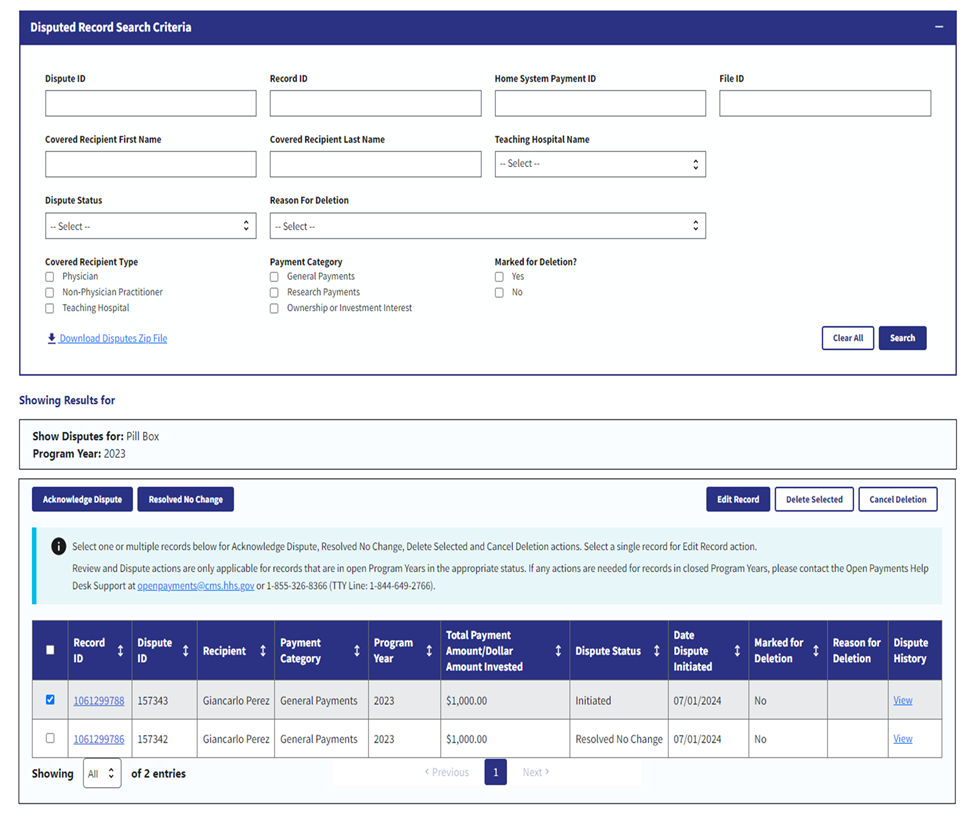 Disputed Record Search Criteria
Dispute ID Record ID Home System Payment ID File ID
Covered Recipient First Name Covered Recipient Last Name Teaching Hospital Name
-- Select --
Dispute Status Reason For Deletion
-- Select -- -- Select --
Covered Recipient Type Payment Category Marked for Deletion?
Physician General Payments Yes
Non-Physician Practitioner Research Payments No
Teaching Hospital Ownership or Investment Interest
Download Disputes Zip File Clear All Search
Showing Results for
Show Disputes for: Pill Box
Program Year: 2023
Acknowledge Dispute Resolved No Change Edit Record Delete Selected Cancel Deletion
Select one or multiple records below for Acknowledge Dispute, Resolved No Change, Delete Selected and Cancel Deletion actions. Select a single record for Edit Record action.
Review and Dispute actions are only applicable for records that are in open Program Years in the appropriate status. If any actions are needed for records in closed Program Years, please contact the Open Payments Help
Desk Support at openpayments@cms.hhs.gov or 1-855-326-8366 (TTY Line: 1-844-649-2766).
Record ID Dispute ID Recipient Payment Category Program Year Total Payment Amount/Dollar Amount Invested Dispute Status Date Dispute Initiated Marked for Deletion Reason for Deletion Dispute History
1061299788 157343 Giancarlo Perez General Payments 2023 $1,000.00 Initiated 07/01/2024 No View
1061299786 157342 Giancarlo Perez General Payments 2023 $1,000.00 Resolved No Change 07/01/2024 No View
Showing All of 2 entries Previous 1 Next